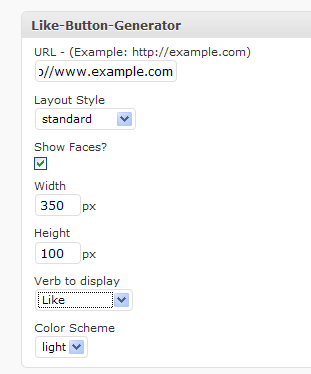 Like-Button-Generator
URL - (Example: http://example.com)
p//www.example.com
Layout Style
standard
Show Faces?
Width
350 px
Height
100 px
Verb to display
Like
Color Scheme
light